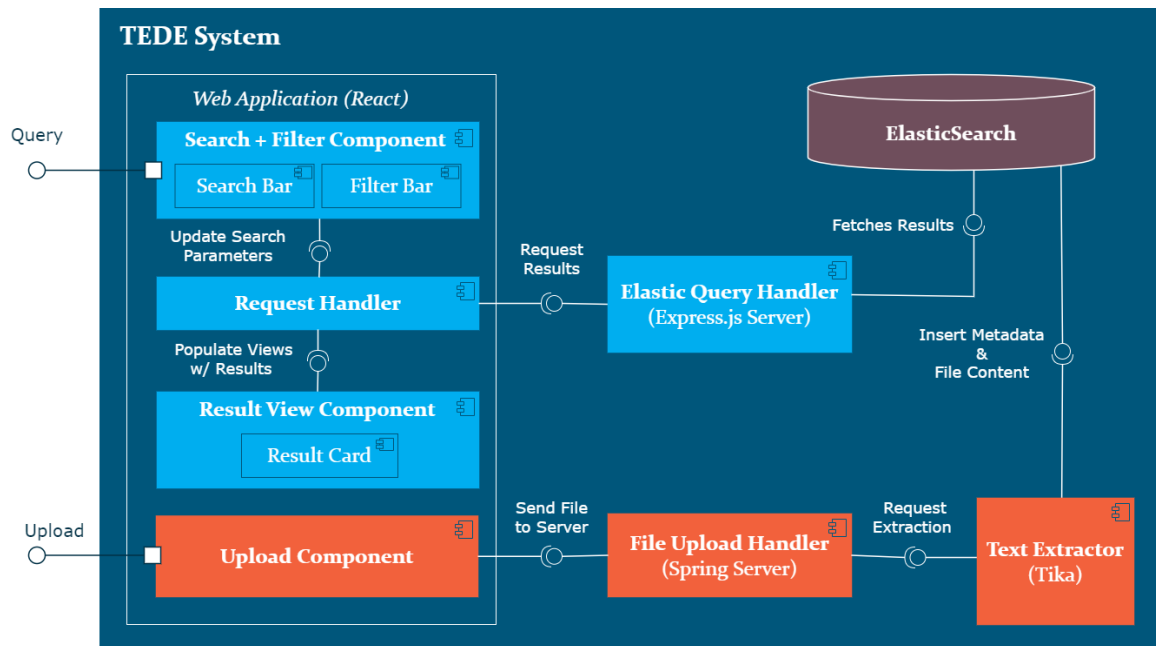 TEDE System
Web Application (React)
Query
Search + Filter Component
Search Bar
Filter Bar
Update Search
Parameters
Request Handler
Populate Views
w/ Results
Result View Component
Result Card
Upload
Upload Component
Request
Results
Elastic Query Handler
(Express.js Server)
Fetches Results
ElasticSearch
Insert Metadata
&
File Content
Send File
to Server
File Upload Handler
(Spring Server)
Request
Extraction
Text Extractor
(Tika)